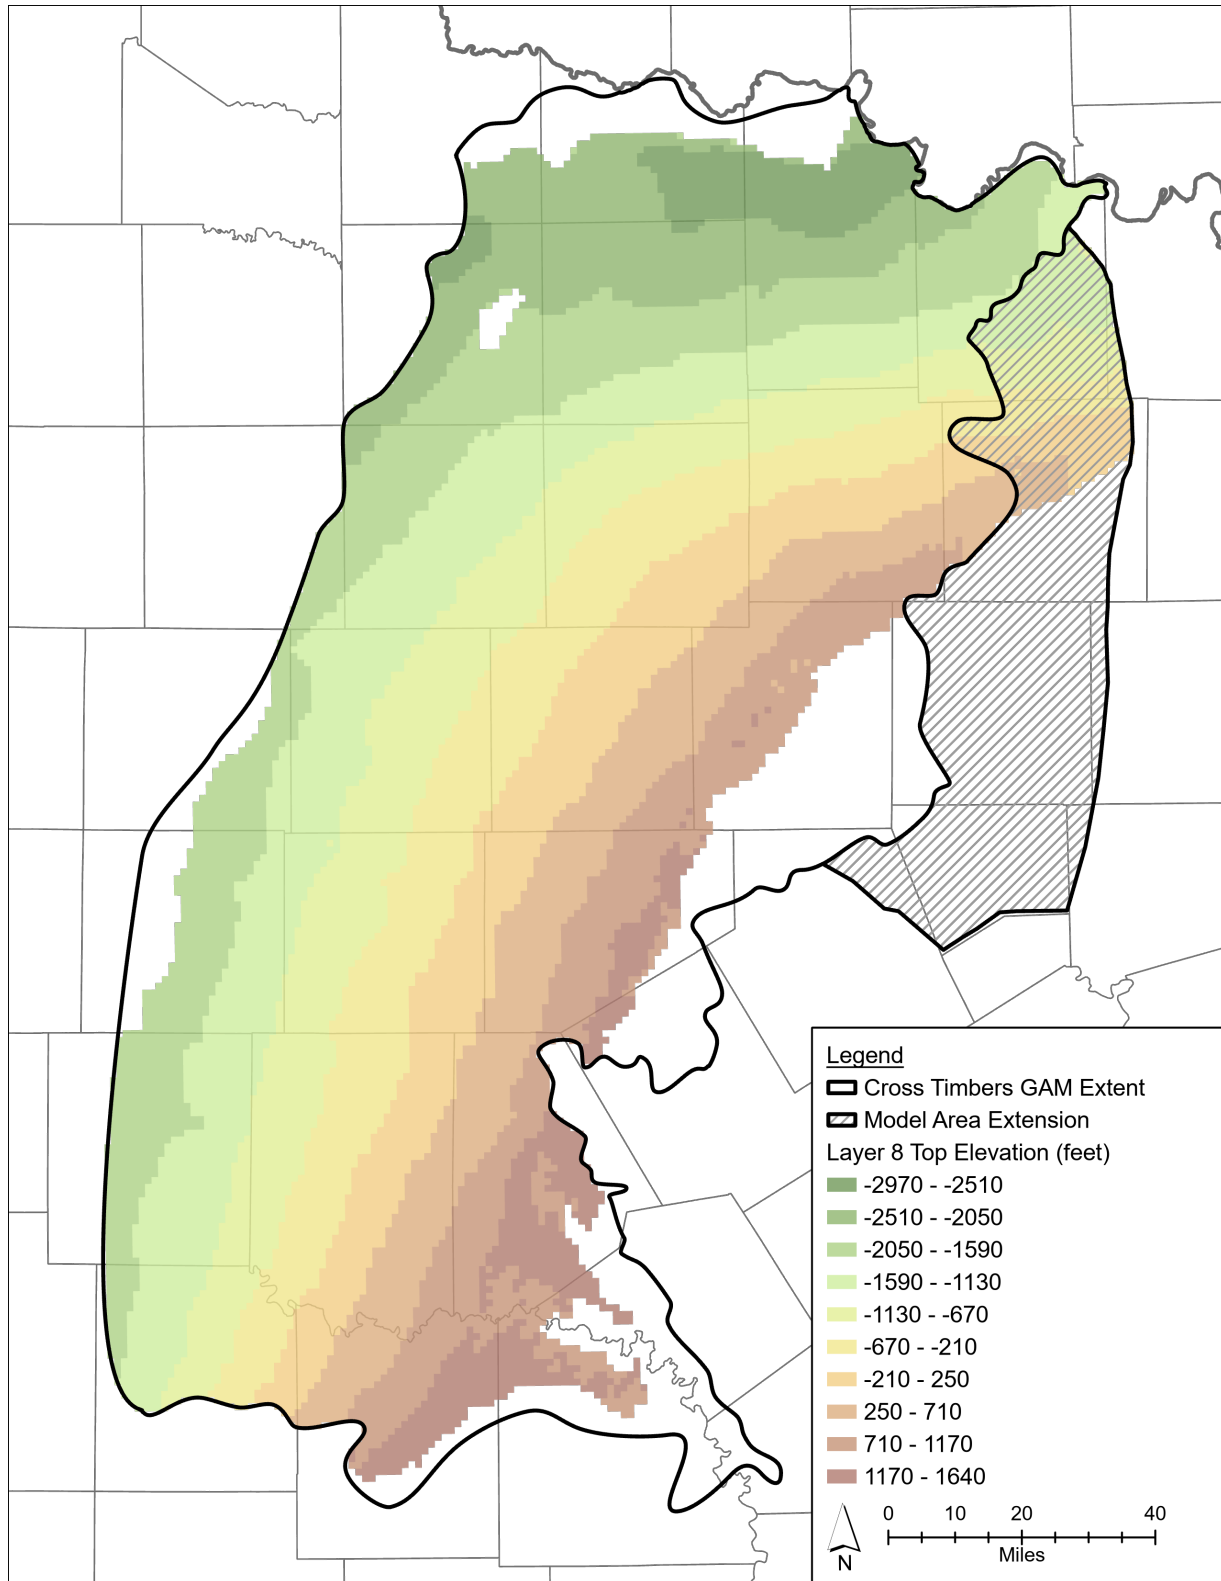 Legend
Cross Timbers GAM Extent
Model Area Extension
Layer 8 Top Elevation (feet)
-2970 - -2510
-2510 - -2050
-2050 - -1590
-1590 - -1130
-1130 - -670
-670 - -210
-210 - 250
250 - 710
710 - 1170
1170 - 1640
0 10 20 40
Miles
N